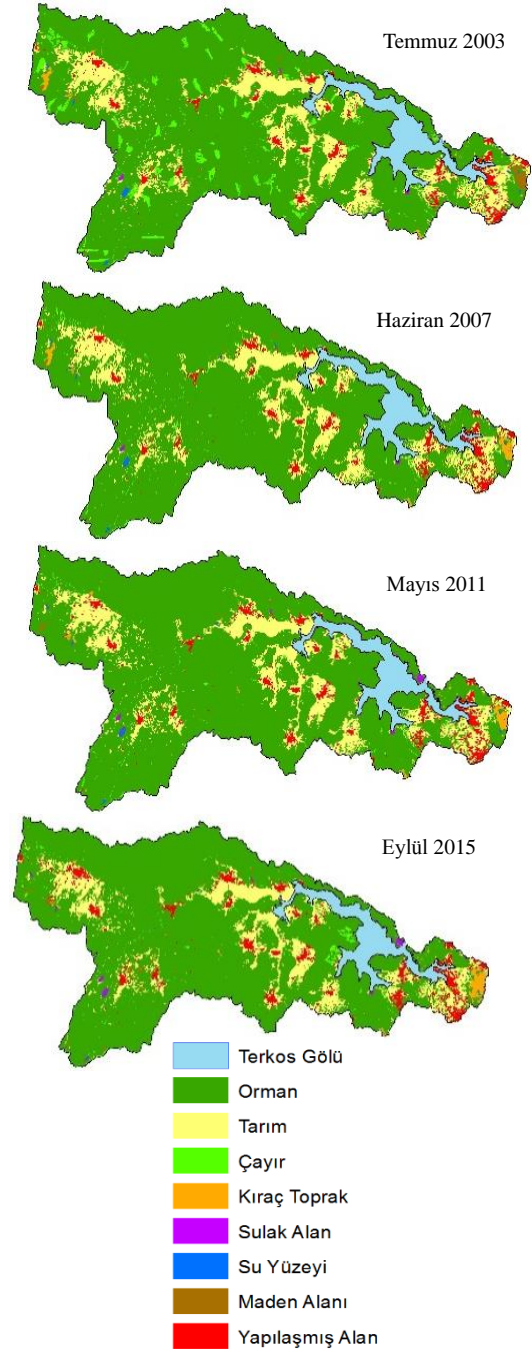 Temmuz 2003
Haziran 2007
Mayıs 2011
Eylül 2015
Terkos Gölü
Orman
Tarım
Çayır
Kıraç Toprak
Sulak Alan
Su Yüzeyi
Maden Alanı
Yapılaşmış Alan